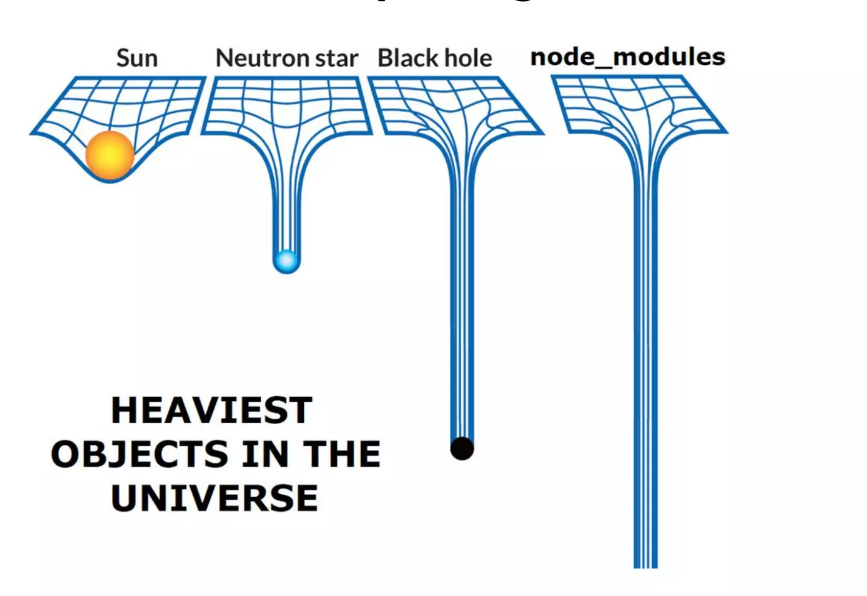 Sun
Neutron star
Black hole
node_modules
HEAVIEST
OBJECTS IN THE
UNIVERSE